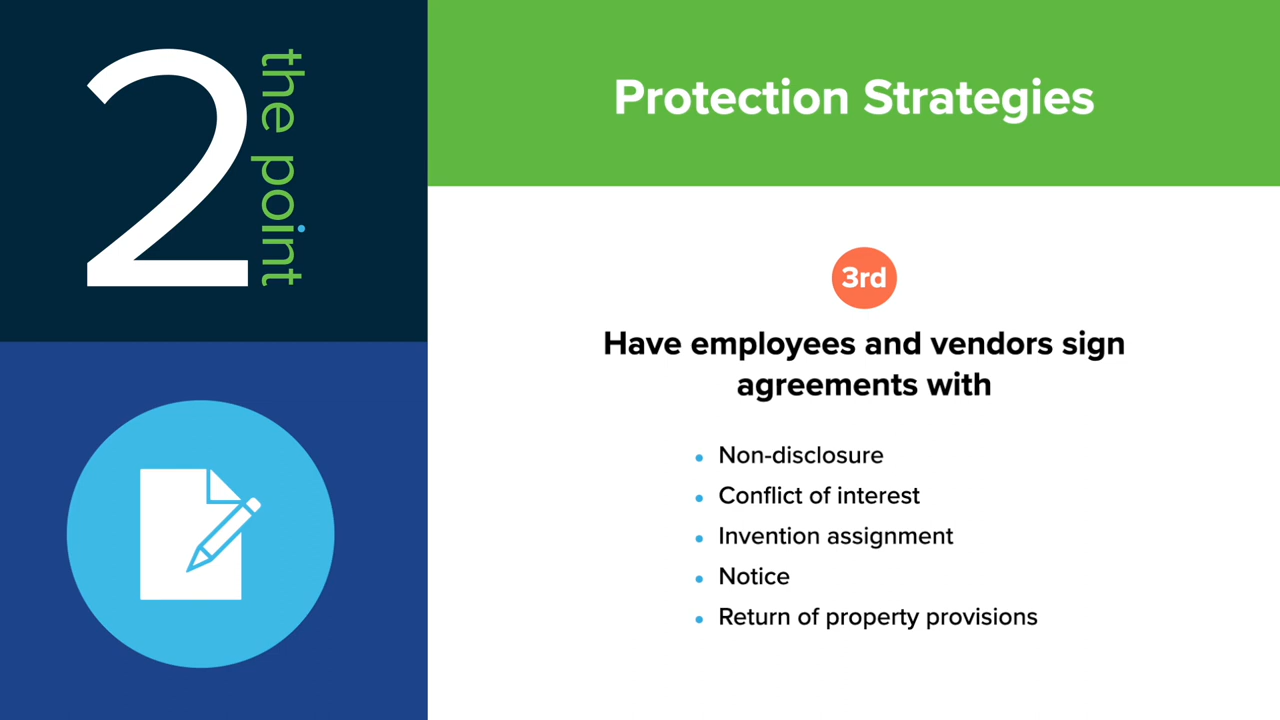 2
the point
Protection Strategies
3rd
Have employees and vendors sign
agreements with
• Non-disclosure
• Conflict of interest
• Invention assignment
• Notice
• Return of property provisions